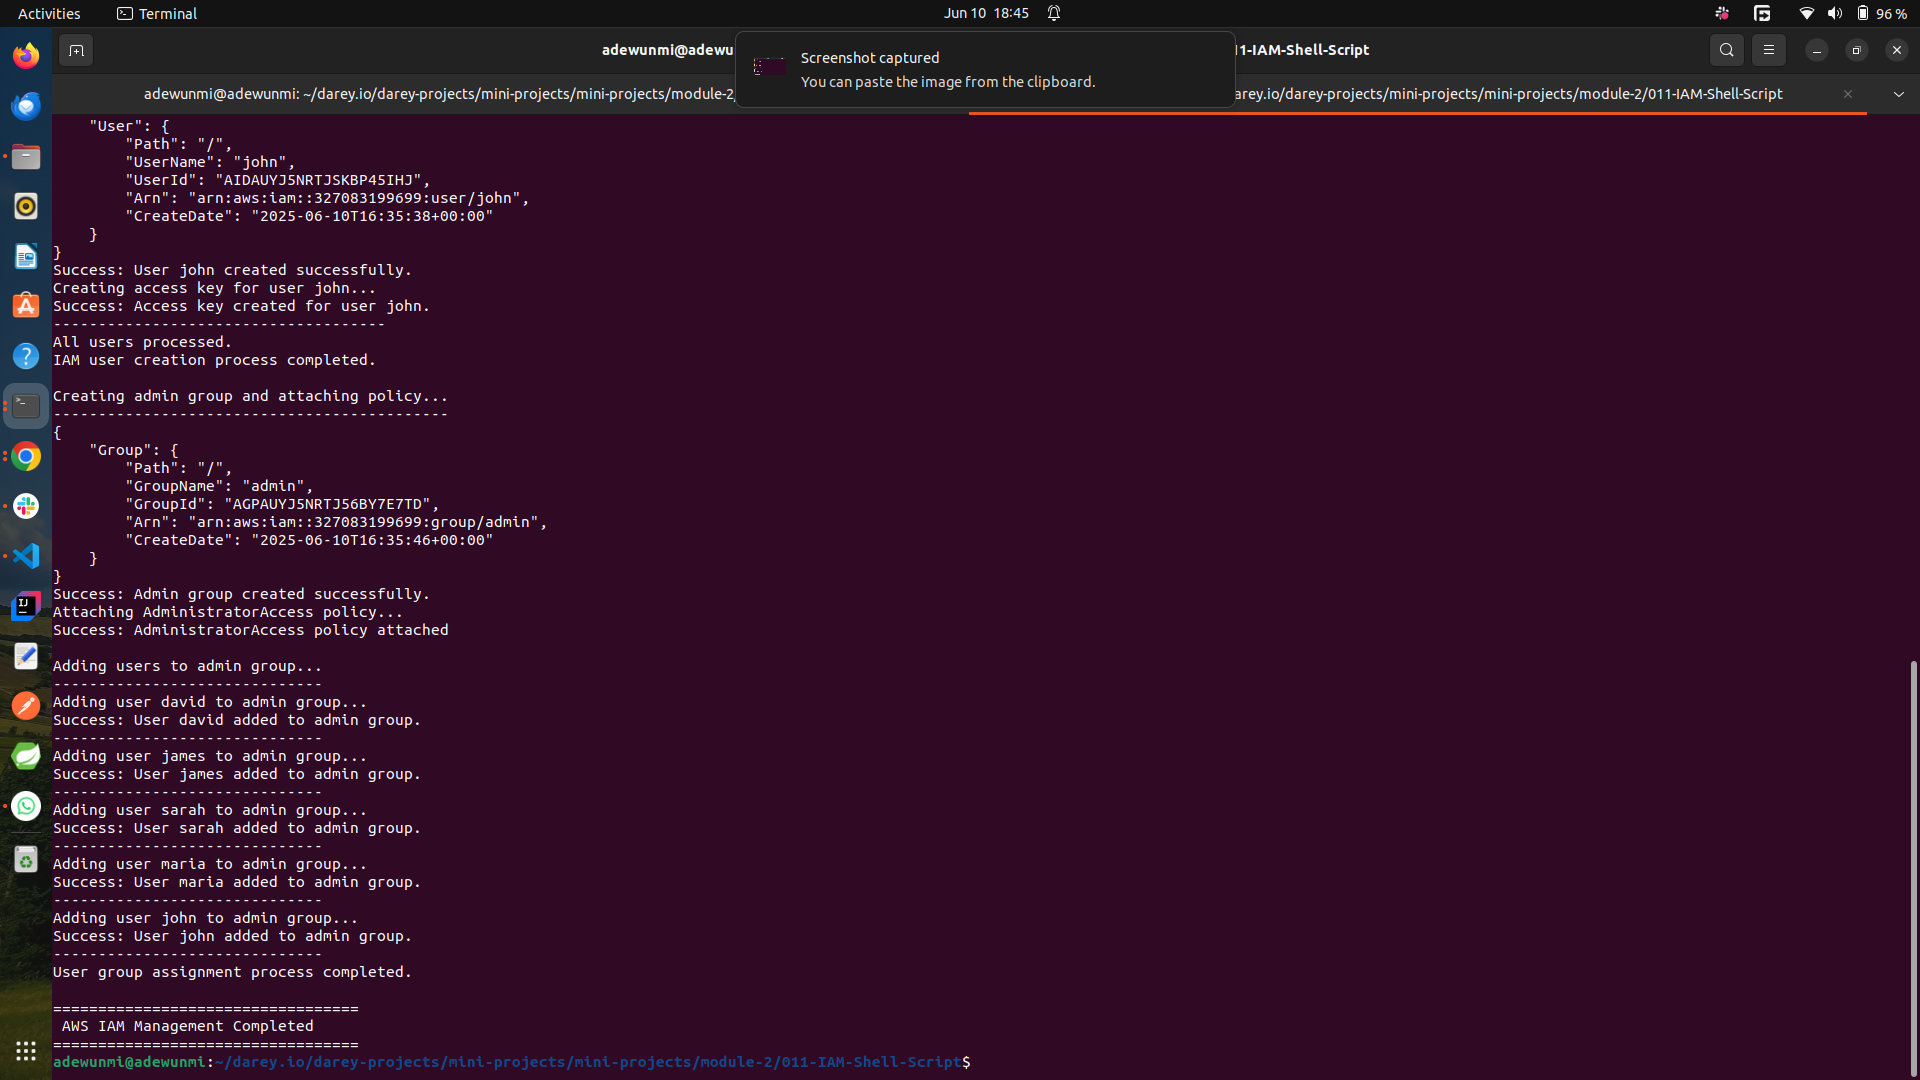 Activities
Terminal
Jun 10 18:45
96 %
adewunmi@adewu
11-IAM-Shell-Script
Screenshot captured
You can paste the image from the clipboard.
adewunmi@adewunmi: ~/darey.io/darey-projects/mini-projects/mini-projects/module-2/
arey.io/darey-projects/mini-projects/mini-projects/module-2/011-IAM-Shell-Script
    "User": {
        "Path": "/",
        "UserName": "john",
        "UserId": "AIDAUYJ5NRTJSKBP45IHJ",
        "Arn": "arn:aws:iam::327083199699:user/john",
        "CreateDate": "2025-06-10T16:35:38+00:00"
    }
}
Success: User john created successfully.
Creating access key for user john...
Success: Access key created for user john.
----------------------------------------
All users processed.
IAM user creation process completed.

Creating admin group and attaching policy...
--------------------------------------------
{
    "Group": {
        "Path": "/",
        "GroupName": "admin",
        "GroupId": "AGPAUYJ5NRTJ56BY7E7TD",
        "Arn": "arn:aws:iam::327083199699:group/admin",
        "CreateDate": "2025-06-10T16:35:46+00:00"
    }
}
Success: Admin group created successfully.
Attaching AdministratorAccess policy...
Success: AdministratorAccess policy attached

Adding users to admin group...
------------------------------
Adding user david to admin group...
Success: User david added to admin group.
------------------------------
Adding user james to admin group...
Success: User james added to admin group.
------------------------------
Adding user sarah to admin group...
Success: User sarah added to admin group.
------------------------------
Adding user maria to admin group...
Success: User maria added to admin group.
------------------------------
Adding user john to admin group...
Success: User john added to admin group.
------------------------------
User group assignment process completed.

==================================
 AWS IAM Management Completed
==================================
adewunmi@adewunmi:~/darey.io/darey-projects/mini-projects/mini-projects/module-2/011-IAM-Shell-Script$